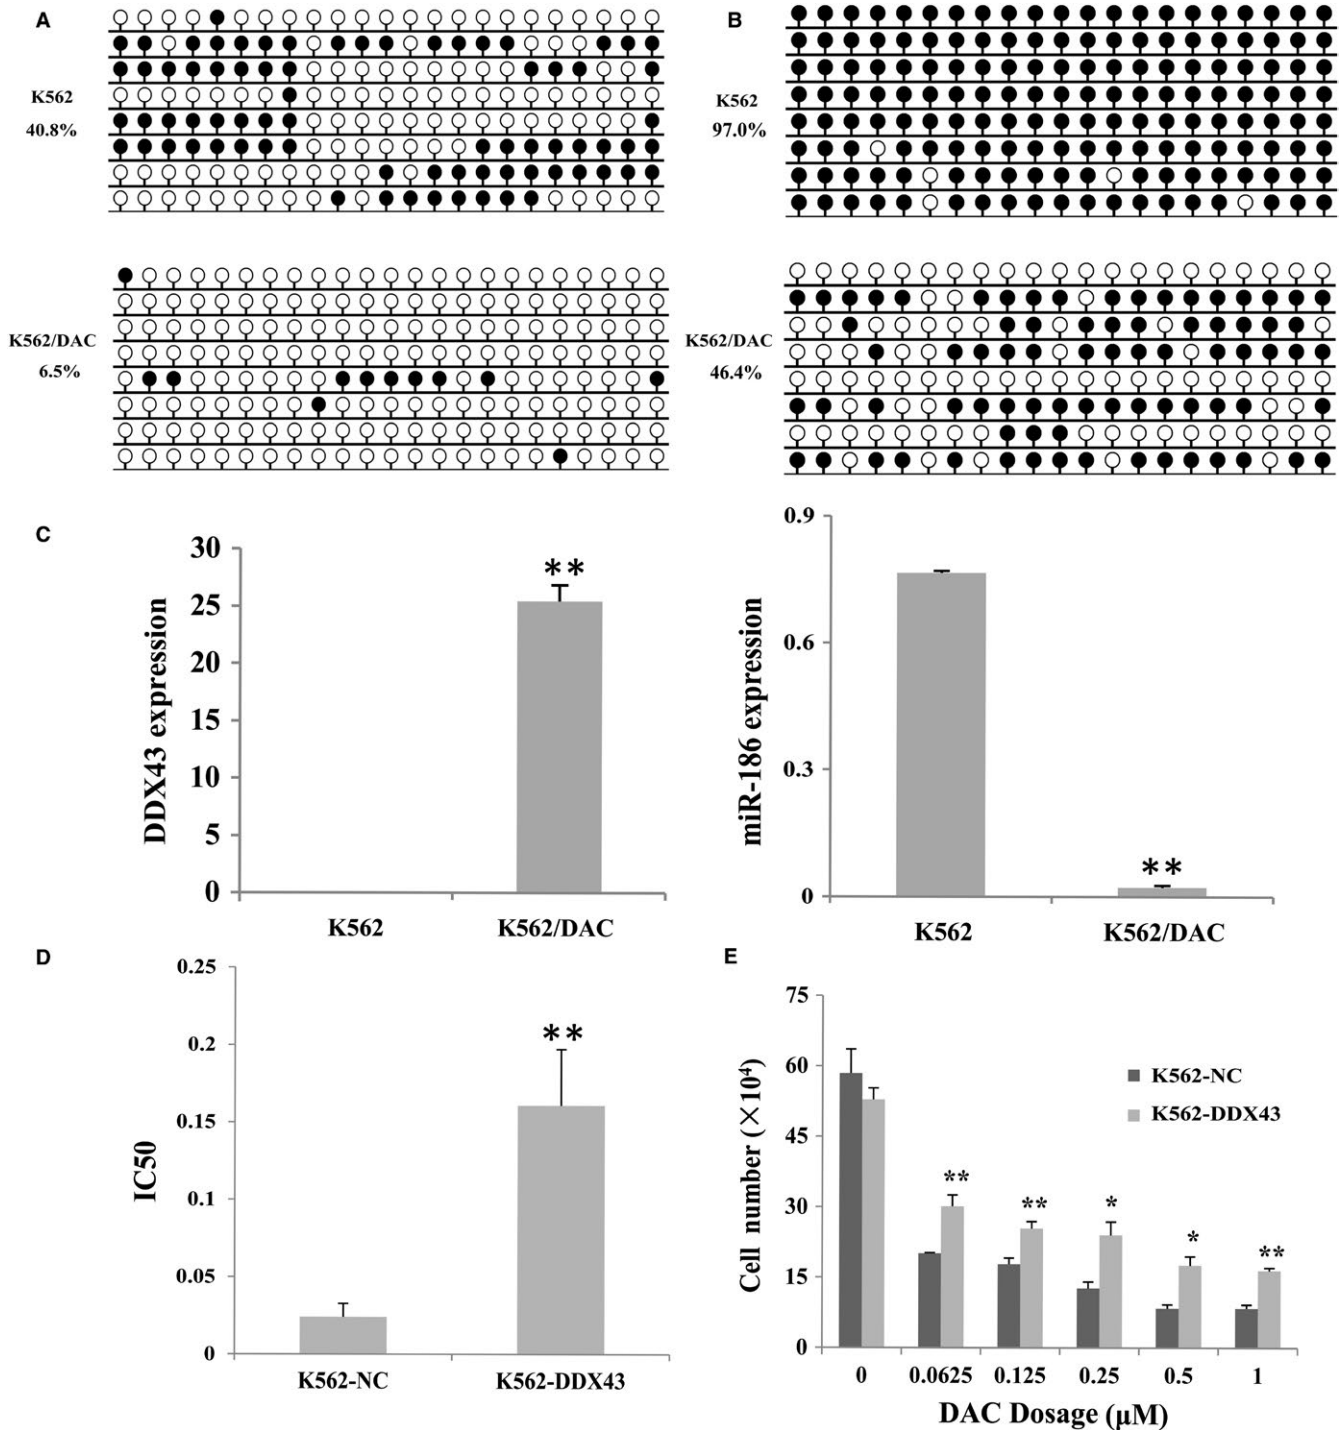 A
K562
40.8%
K562/DAC
6.5%
B
K562
97.0%
K562/DAC
46.4%
C
DDX43 expression
30
25
20
15
10
5
0
**
K562
K562/DAC
miR-186 expression
0.9
0.6
0.3
0
**
K562
K562/DAC
D
IC50
0.25
0.2
0.15
0.1
0.05
0
**
K562-NC
K562-DDX43
E
Cell number (×10⁴)
75
60
45
30
15
0
K562-NC
K562-DDX43
**
**
*
*
**
0
0.0625
0.125
0.25
0.5
1
DAC Dosage (μM)